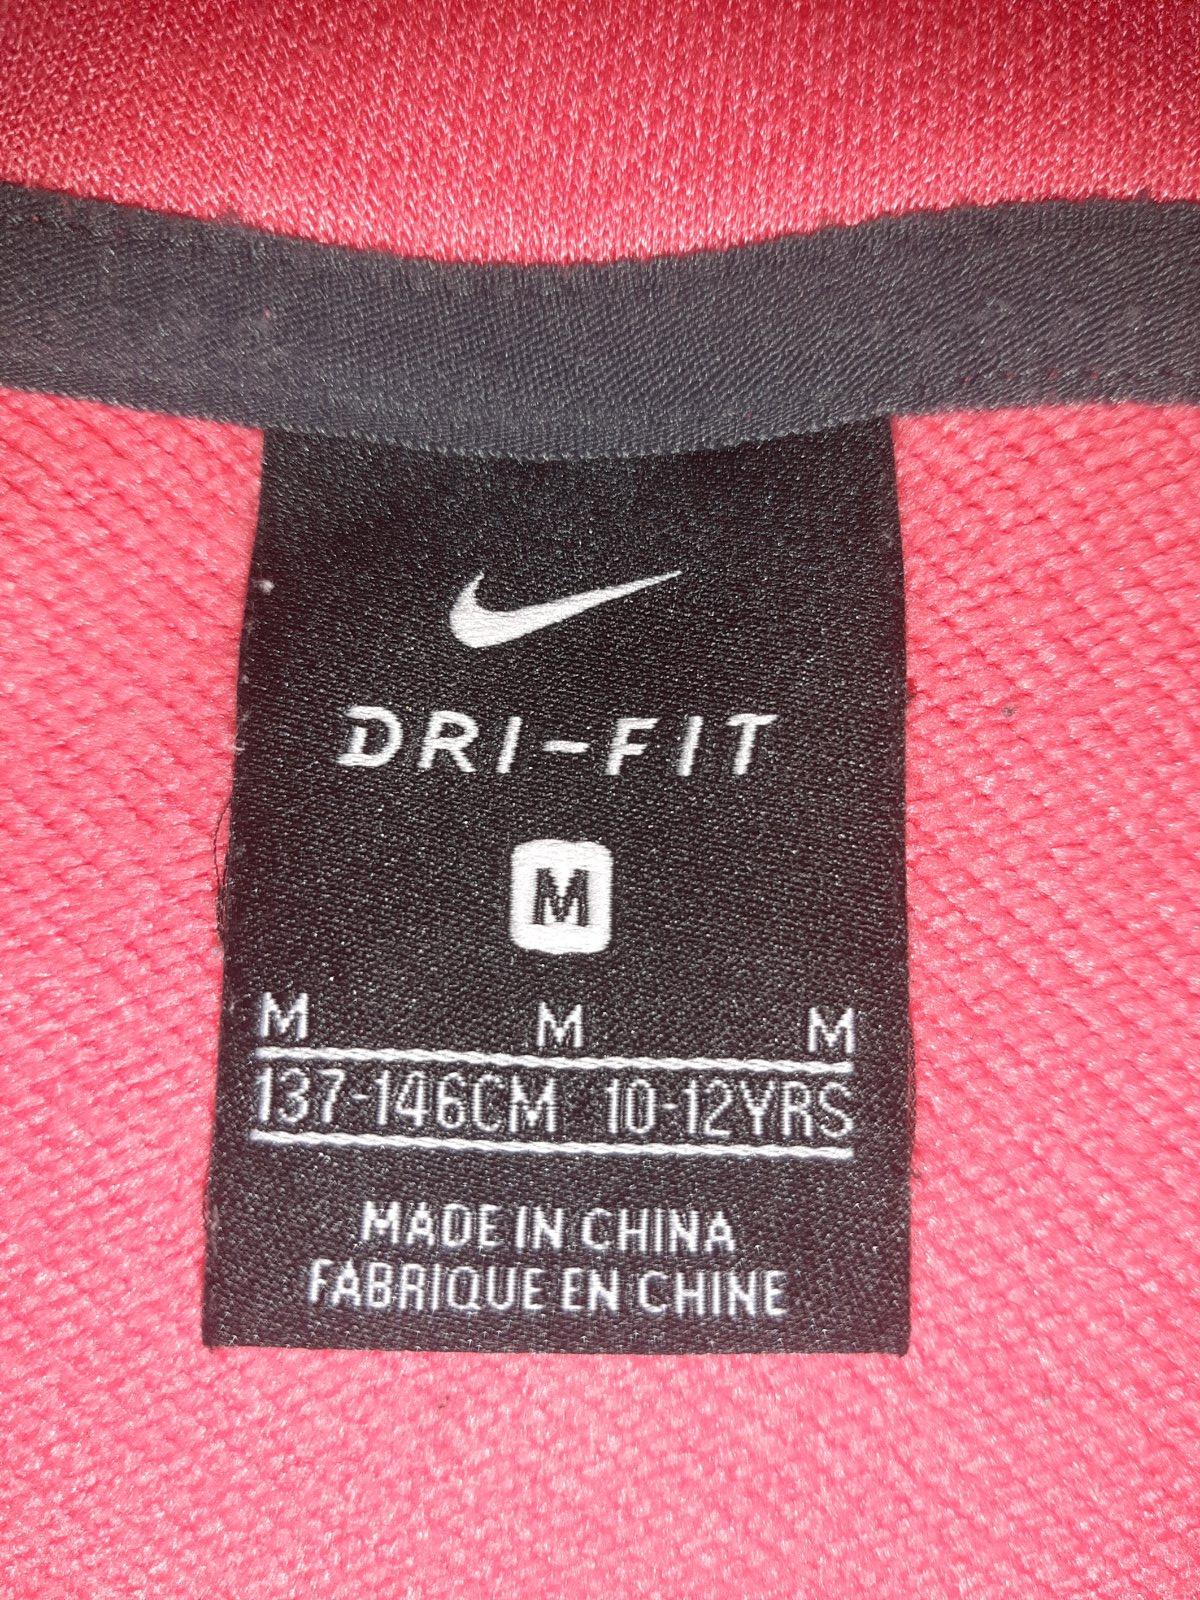 DRI-FIT
M
M M M
137-146CM 10-12YRS
MADE IN CHINA
FABRIQUE EN CHINE